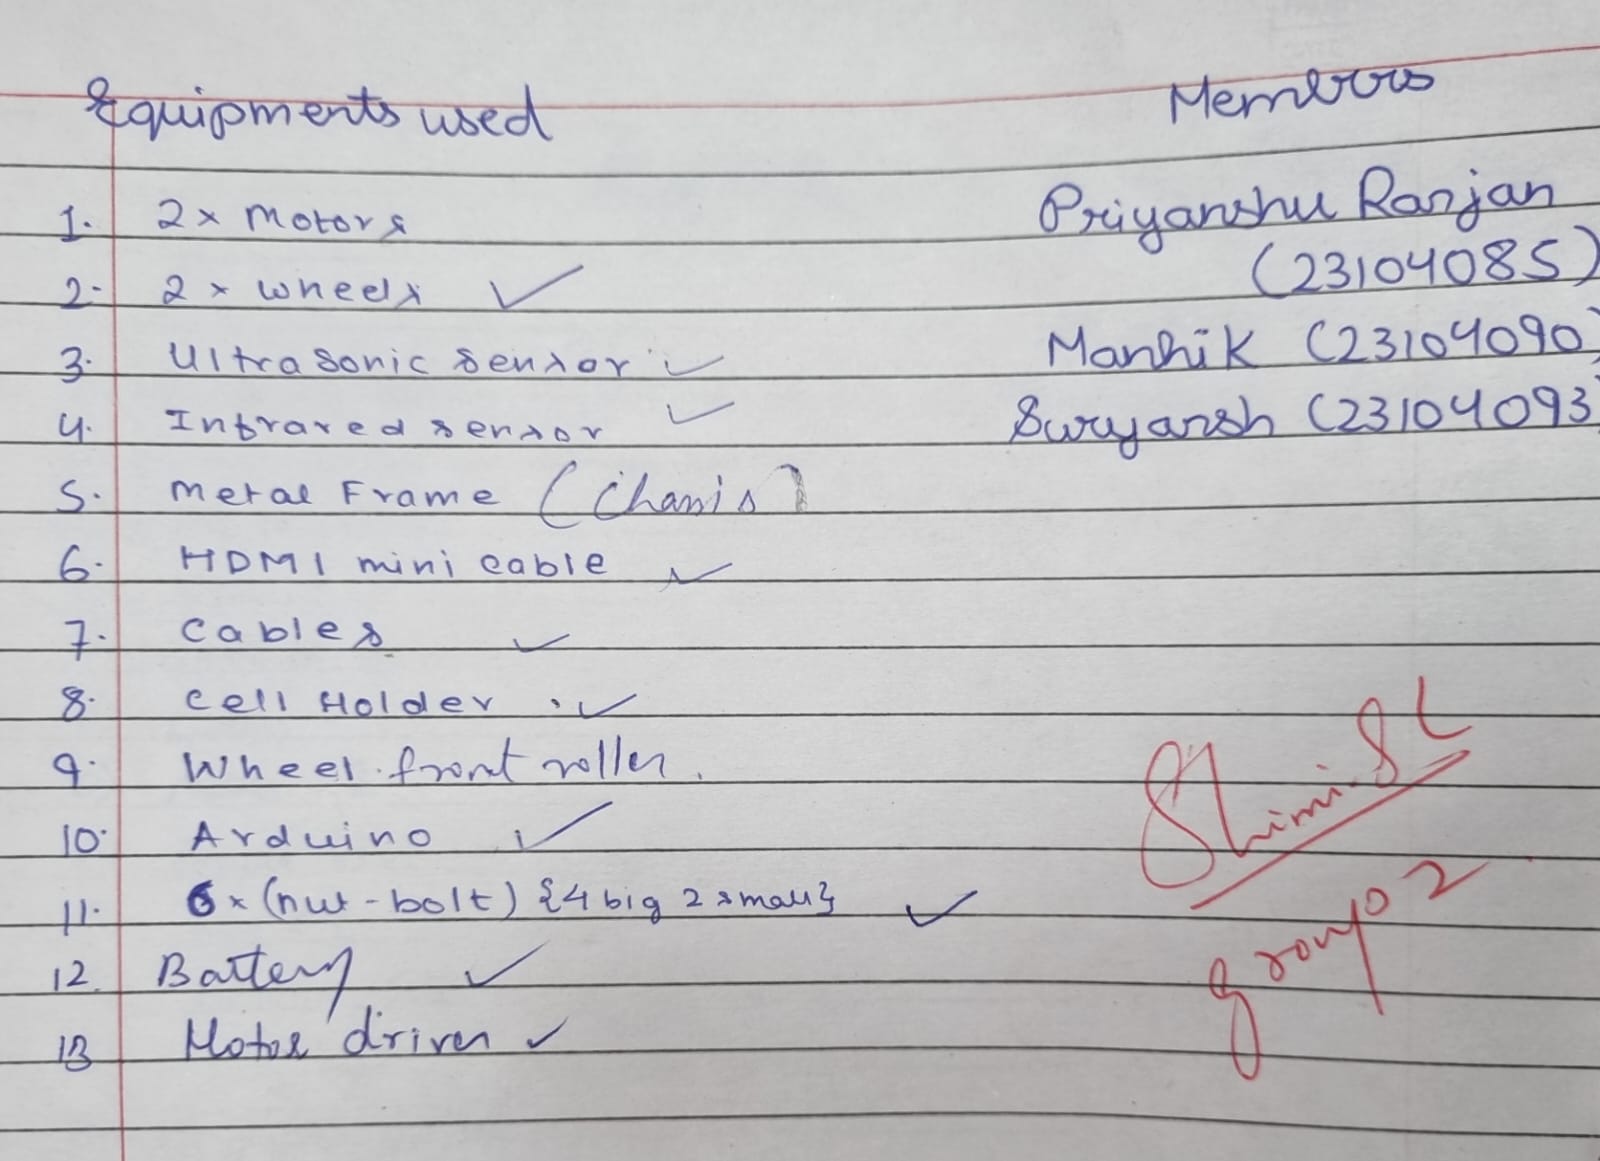 Equipments used
Members
1. 2x Motors
2. 2x wheels ✓
3. Ultrasonic sensor ✓
4. Infrared sensor ✓
5. Metal Frame (Chassis)
6. HDMI mini cable ✓
7. Cables ✓
8. Cell Holder ✓
9. Wheel front roller.
10. Arduino ✓
11. 6x (nut-bolt) {4 big 2 small} ✓
12. Battery ✓
13 Motor driver ✓
Priyanshu Ranjan
(23104085)
Manhik (23104090)
Suryansh (23104093
group 2